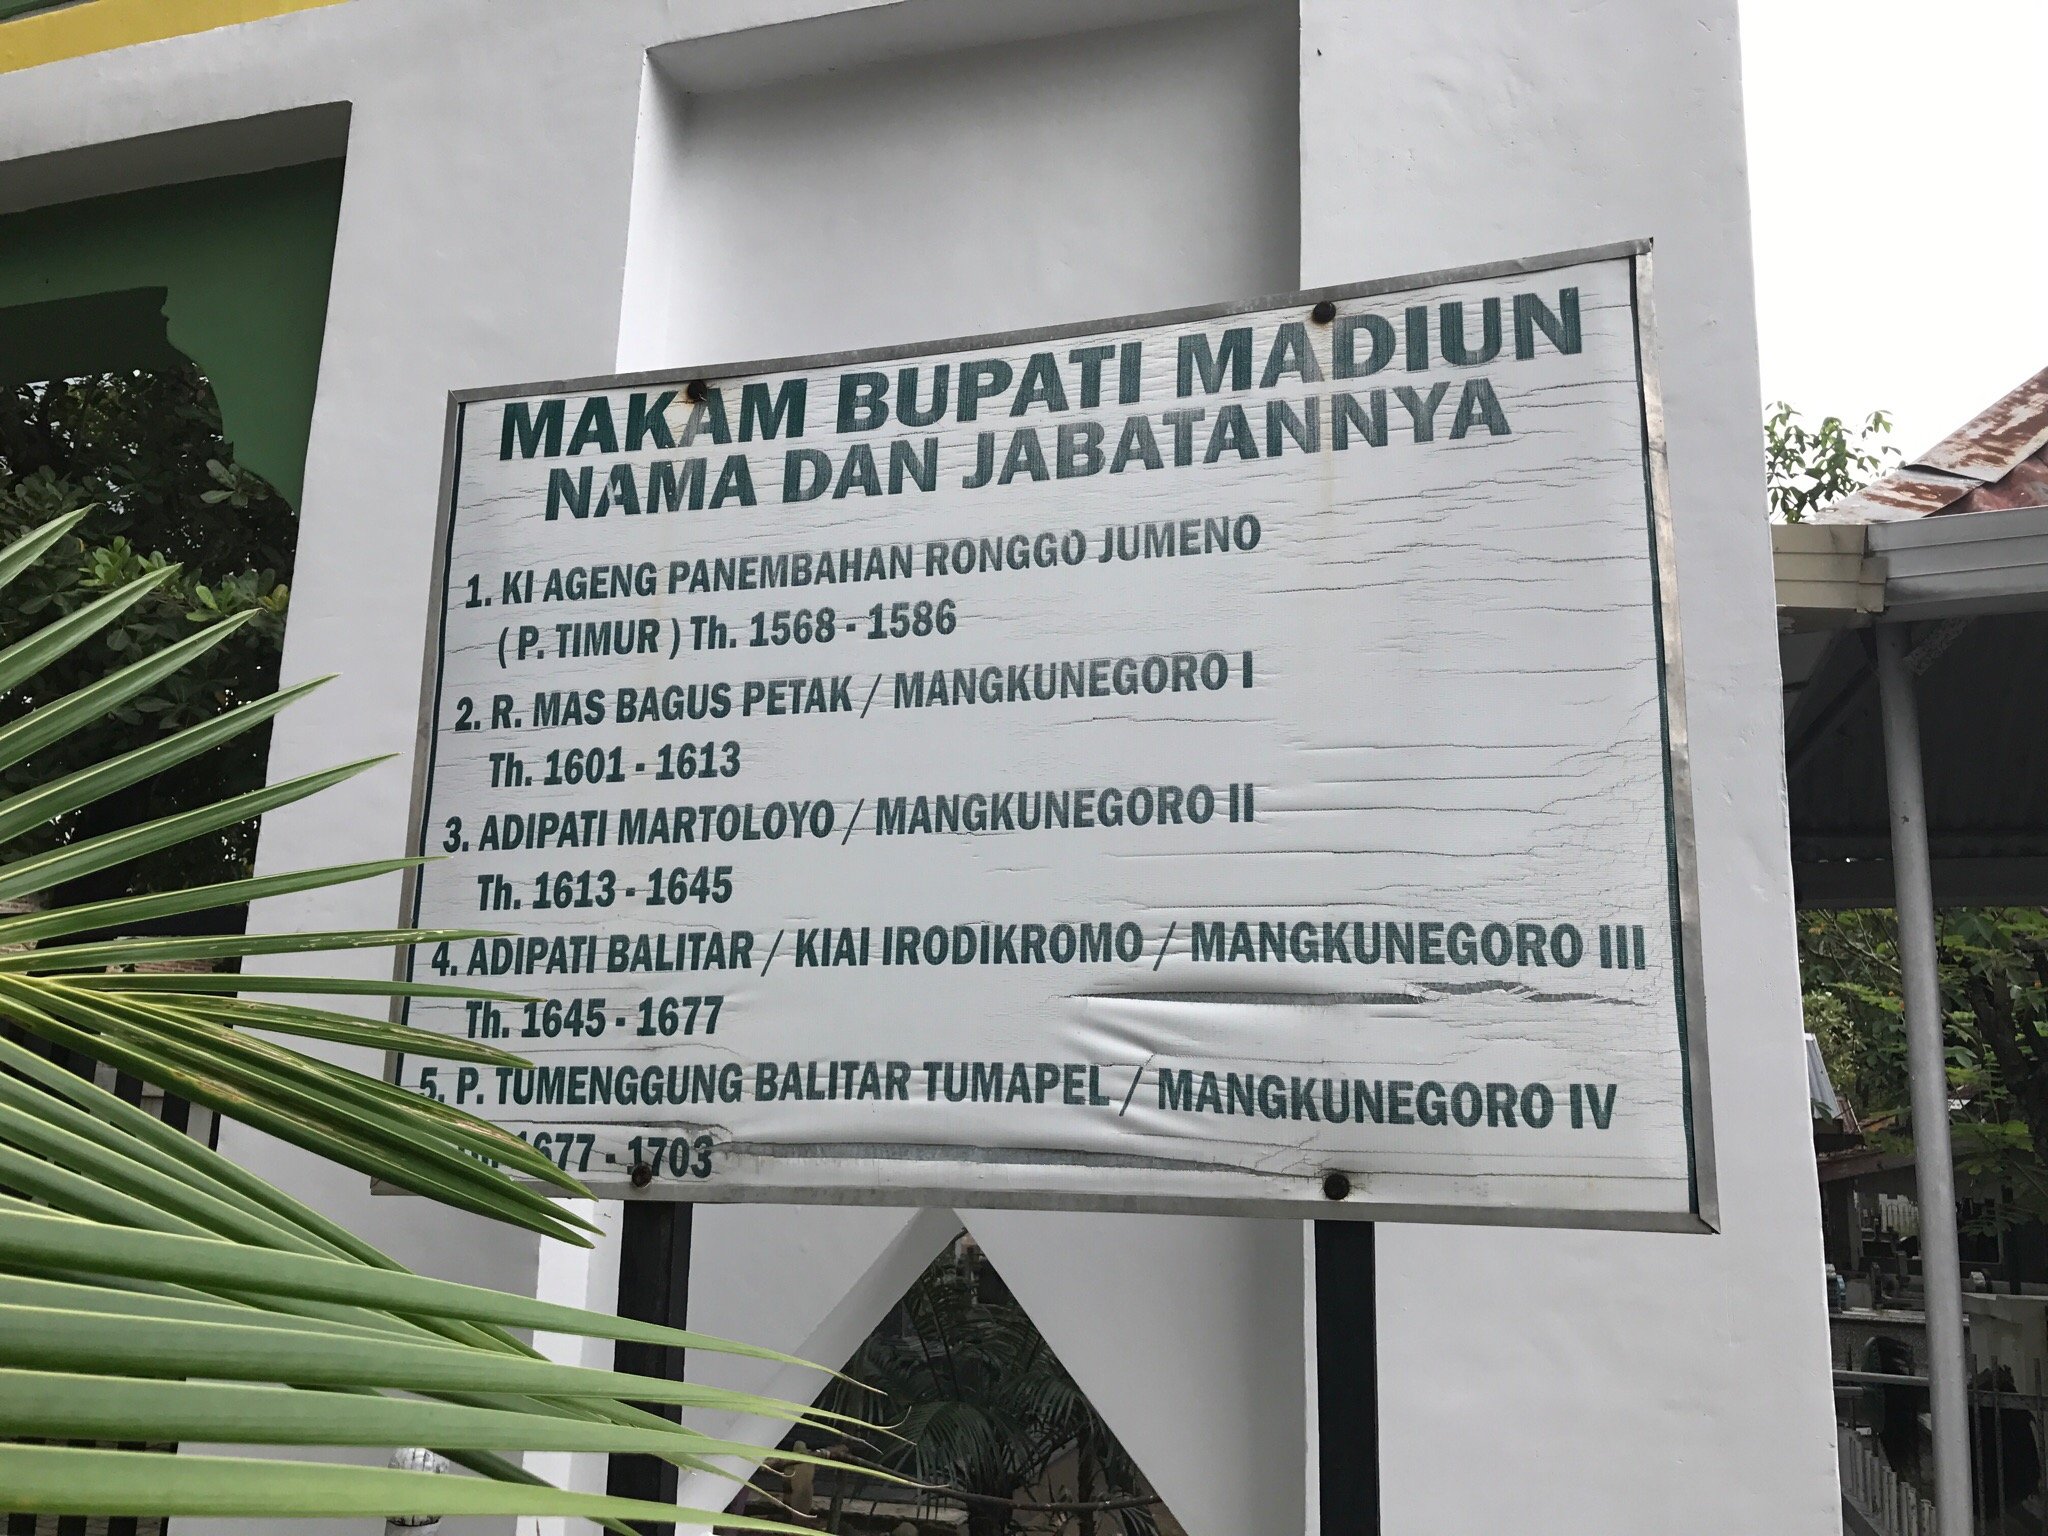 MAKAM BUPATI MADIUN
NAMA DAN JABATANNYA
1. KI AGENG PANEMBAHAN RONGGO JUMENO
( P. TIMUR ) Th. 1568 - 1586
2. R. MAS BAGUS PETAK / MANGKUNEGORO I
Th. 1601 - 1613
3. ADIPATI MARTOLOYO / MANGKUNEGORO II
Th. 1613 - 1645
4. ADIPATI BALITAR / KIAI IRODIKROMO / MANGKUNEGORO III
Th. 1645 - 1677
5. P. TUMENGGUNG BALITAR TUMAPEL / MANGKUNEGORO IV
1677 - 1703